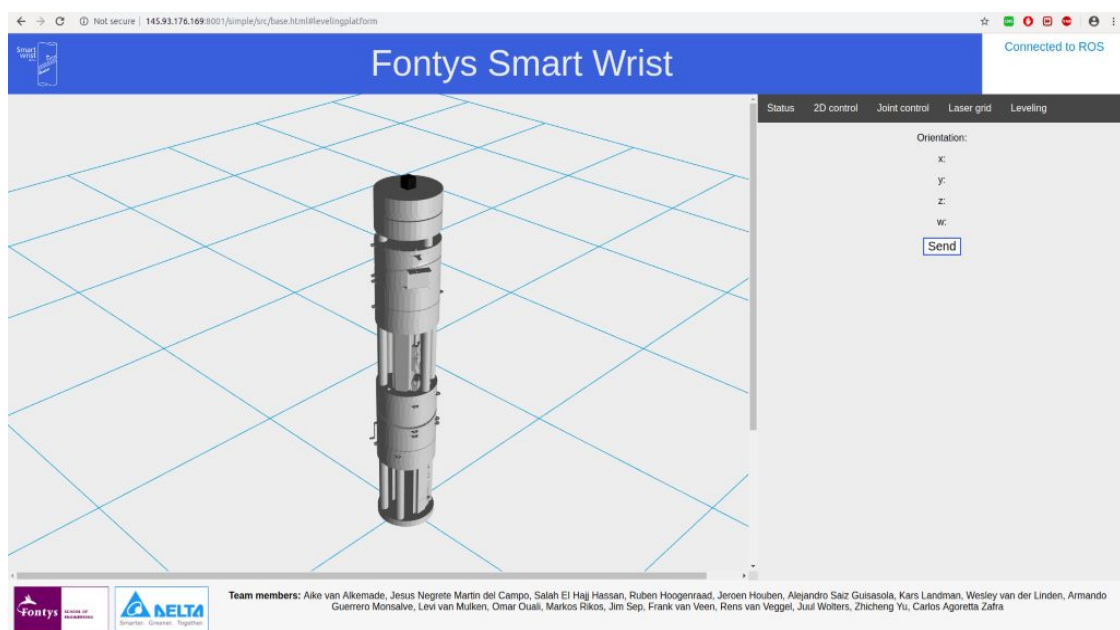 Not secure | 145.93.176.169:8001/simple/src/base.html#levelingplatform
Smart
wrist
Fontys Smart Wrist
Connected to ROS
Status 2D control Joint control Laser grid Leveling
Orientation:
x:
y:
z:
w:
Send
Fontys SCHOOL OF ENGINEERING
DELTA
Smarter. Greener. Together.
Team members: Aike van Alkemade, Jesus Negrete Martin del Campo, Salah El Hajj Hassan, Ruben Hoogenraad, Jeroen Houben, Alejandro Saiz Guisasola, Kars Landman, Wesley van der Linden, Armando
Guerrero Monsalve, Levi van Mulken, Omar Ouali, Markos Rikos, Jim Sep, Frank van Veen, Rens van Veggel, Juul Wolters, Zhicheng Yu, Carlos Agoretta Zafra